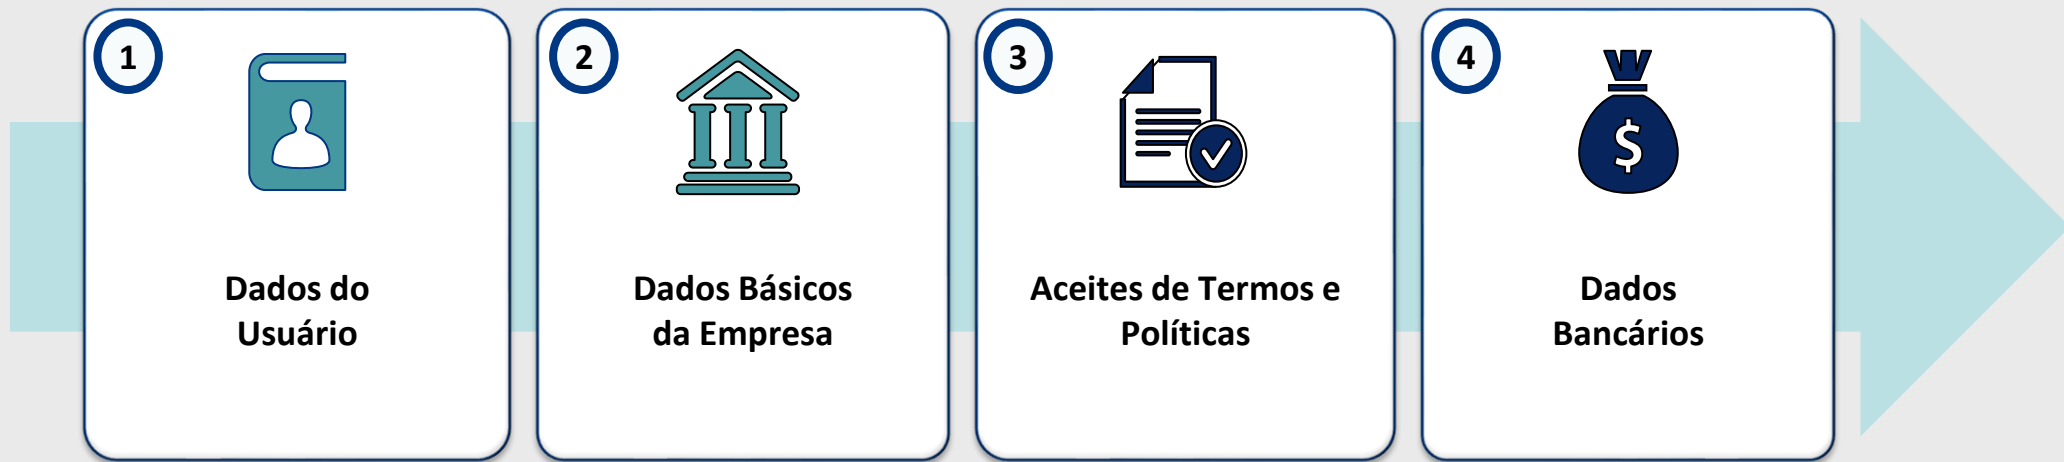 1
Dados do
Usuário
2
Dados Básicos
da Empresa
3
Aceites de Termos e
Políticas
4
$
Dados
Bancários